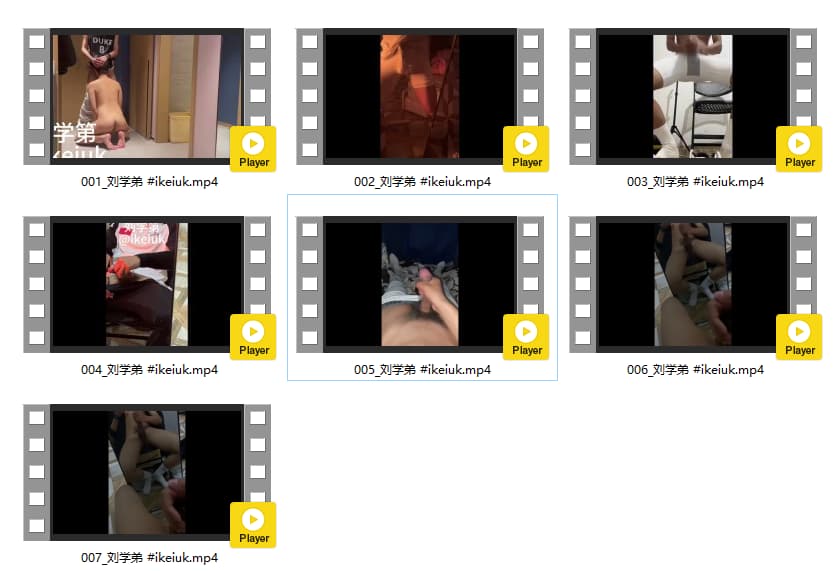 DUKE
8
学第
keiuk
Player
001_刘学弟 #ikeiuk.mp4
Player
002_刘学弟 #ikeiuk.mp4
Player
003_刘学弟 #ikeiuk.mp4
刘学弟
@ikeiuk
Player
004_刘学弟 #ikeiuk.mp4
Player
005_刘学弟 #ikeiuk.mp4
Player
006_刘学弟 #ikeiuk.mp4
Player
007_刘学弟 #ikeiuk.mp4